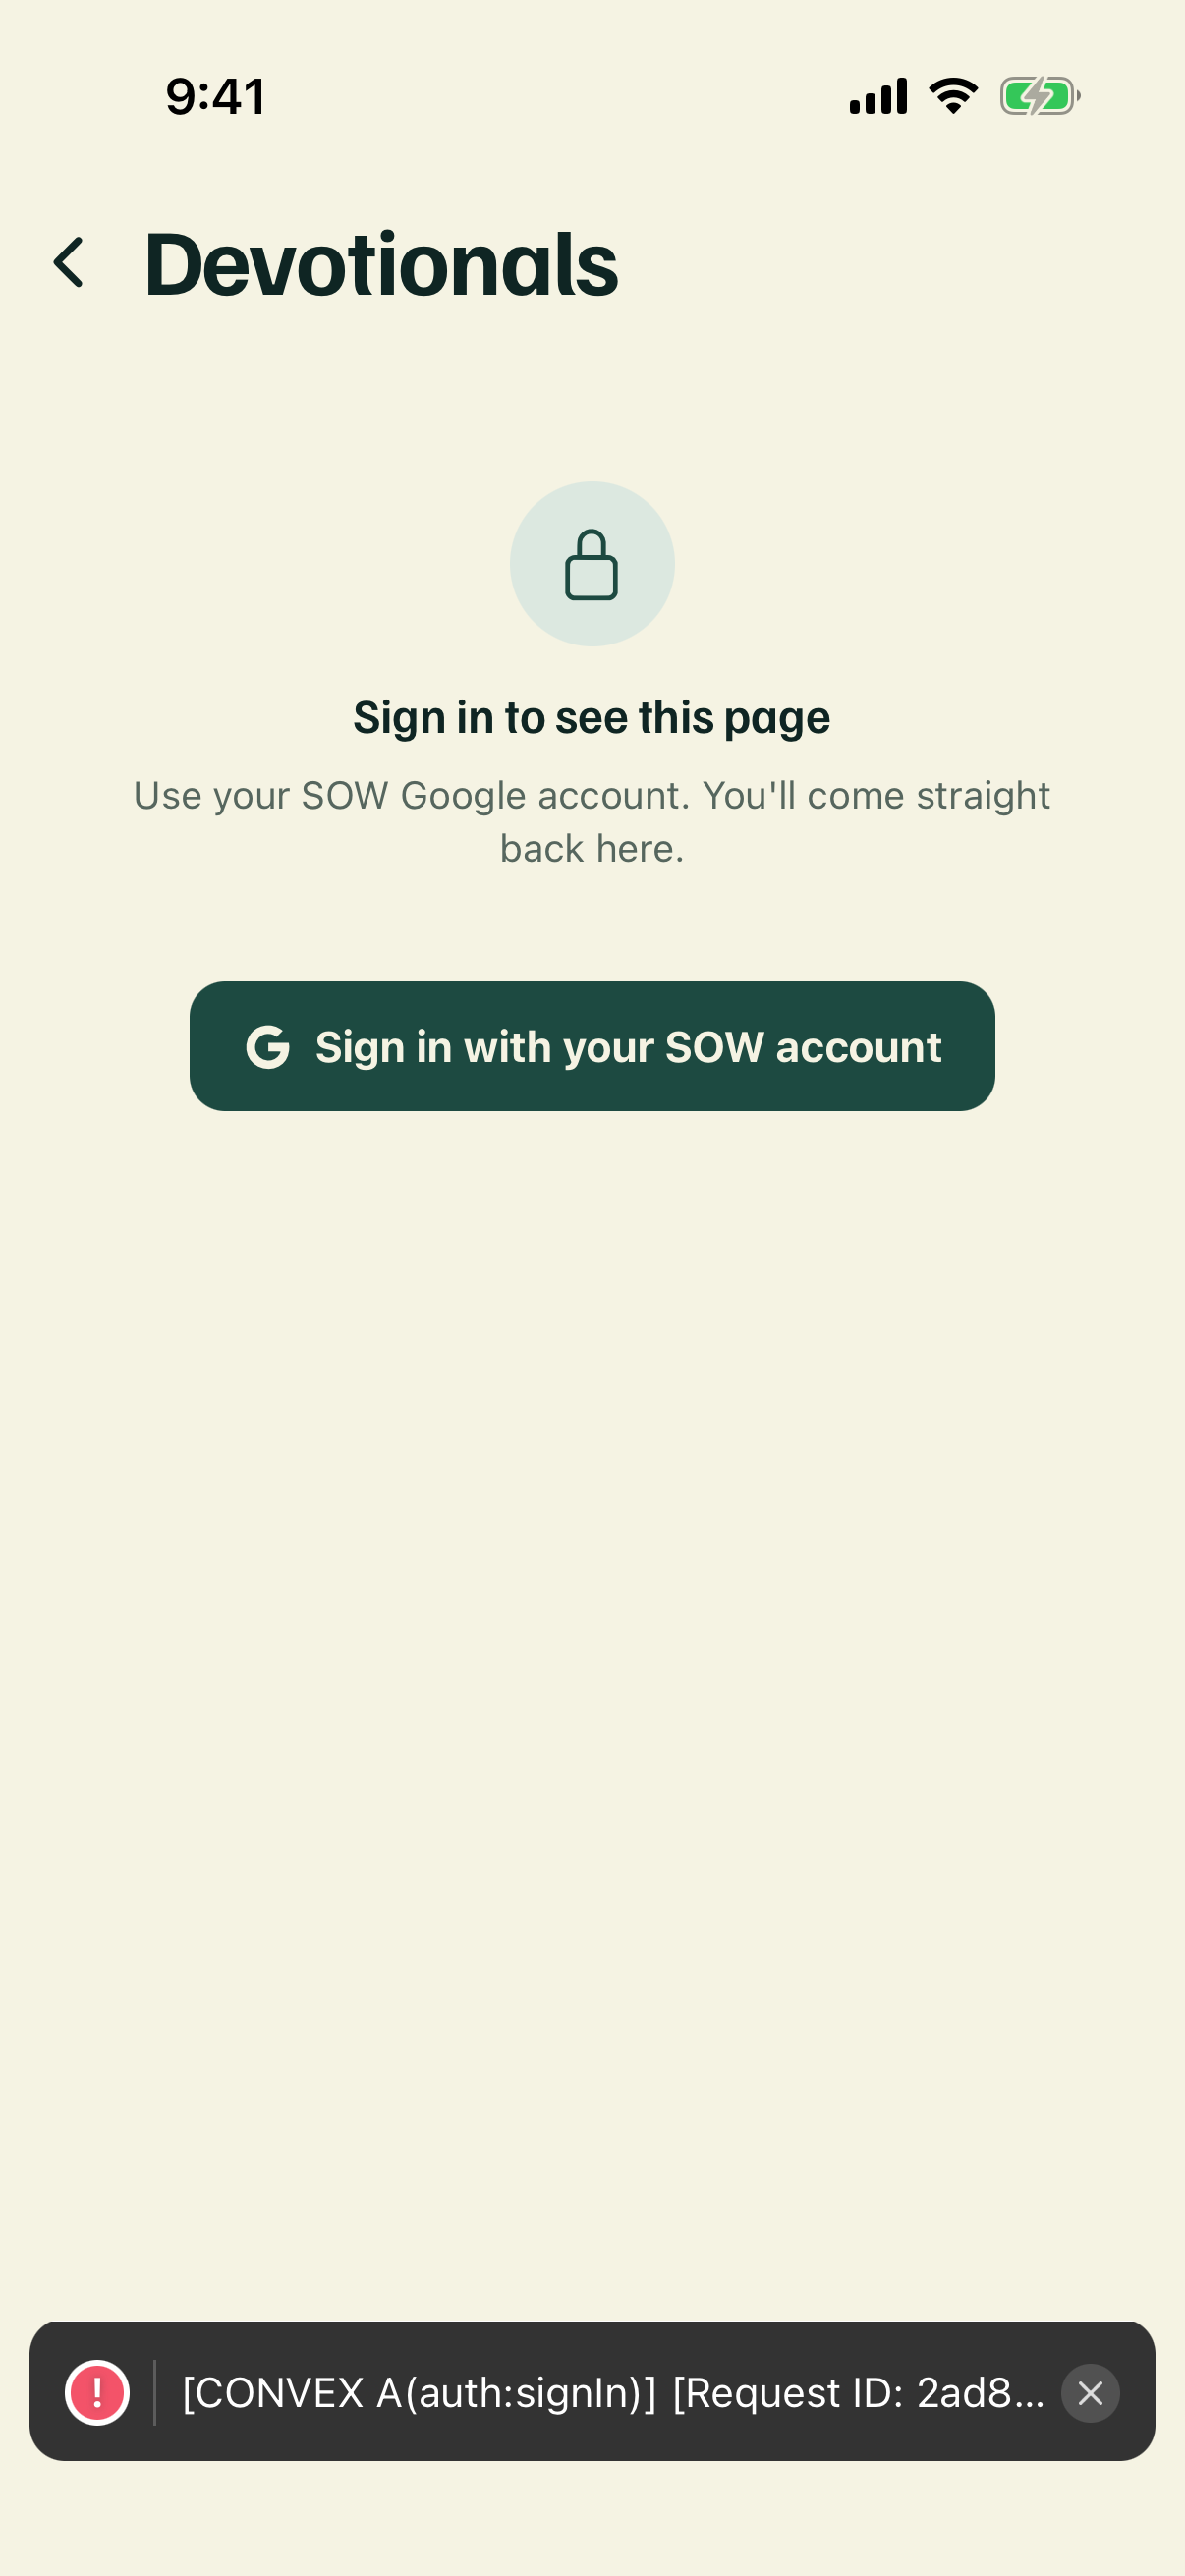 9:41
Devotionals
Sign in to see this page
Use your SOW Google account. You'll come straight
back here.
G Sign in with your SOW account
! [CONVEX A(auth:signIn)] [Request ID: 2ad8...